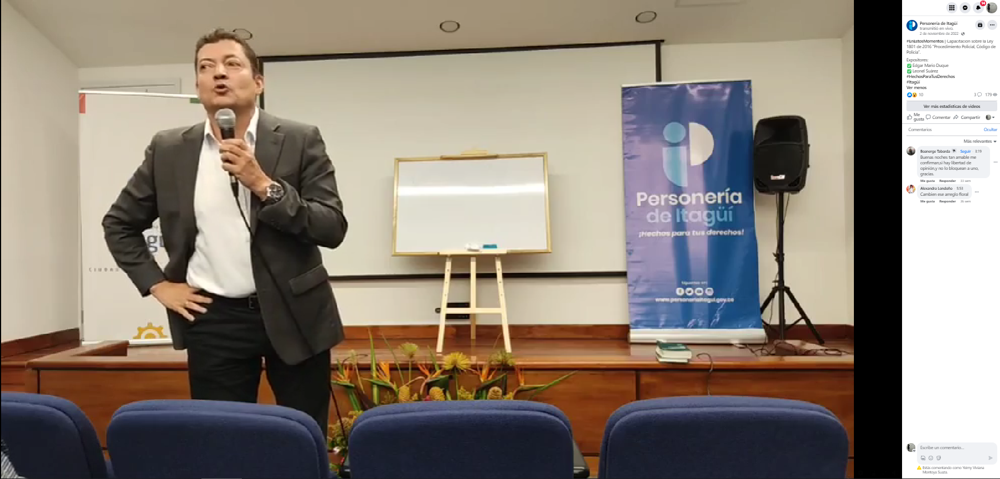 Personería
de Itagüí
¡Hechos para tus derechos!
Síguenos en:
www.personeriaitagui.gov.co
14
Personería de Itagüí
transmitió en vivo.
2 de noviembre de 2022 ·
#EnEstosMomentos | Capacitación sobre la Ley
1801 de 2016 "Procedimiento Policial, Código de
Policía".
Expositores:
✅ Edgar Mario Duque
✅ Leonel Suárez
#HechosParaTusDerechos
#Itagüí
Ver menos
10
3
179
Ver más estadísticas de videos
Me
gusta
Comentar
Compartir
Comentarios
Ocultar
Más relevantes
Boanerge Taborda
Seguir · 3:19
Buenas noches tan amable me
confirman,si hay libertad de
opinión,y no lo bloquean a uno,
gracias.
Me gusta Responder 33 sem
Alexandra Londoño · 5:53
Cambien ese arreglo floral
Me gusta Responder 36 sem
Escribe un comentario...
Estás comentando como Yeimy Viviana
Montoya Suaza.